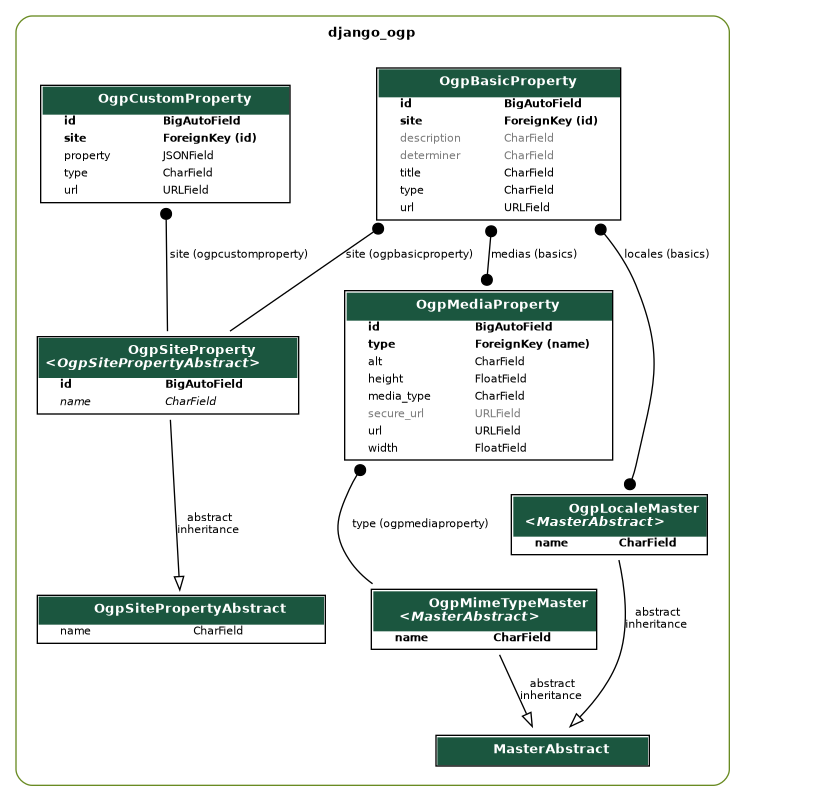 django_ogp
OgpCustomProperty
id BigAutoField
site ForeignKey (id)
property JSONField
type CharField
url URLField
OgpBasicProperty
id BigAutoField
site ForeignKey (id)
description CharField
determiner CharField
title CharField
type CharField
url URLField
site (ogpcustomproperty)
site (ogpbasicproperty)
medias (basics)
locales (basics)
OgpSiteProperty
<OgpSitePropertyAbstract>
id BigAutoField
name CharField
OgpMediaProperty
id BigAutoField
type ForeignKey (name)
alt CharField
height FloatField
media_type CharField
secure_url URLField
url URLField
width FloatField
abstract
inheritance
type (ogpmediaproperty)
OgpLocaleMaster
<MasterAbstract>
name CharField
OgpSitePropertyAbstract
name CharField
OgpMimeTypeMaster
<MasterAbstract>
name CharField
abstract
inheritance
abstract
inheritance
MasterAbstract